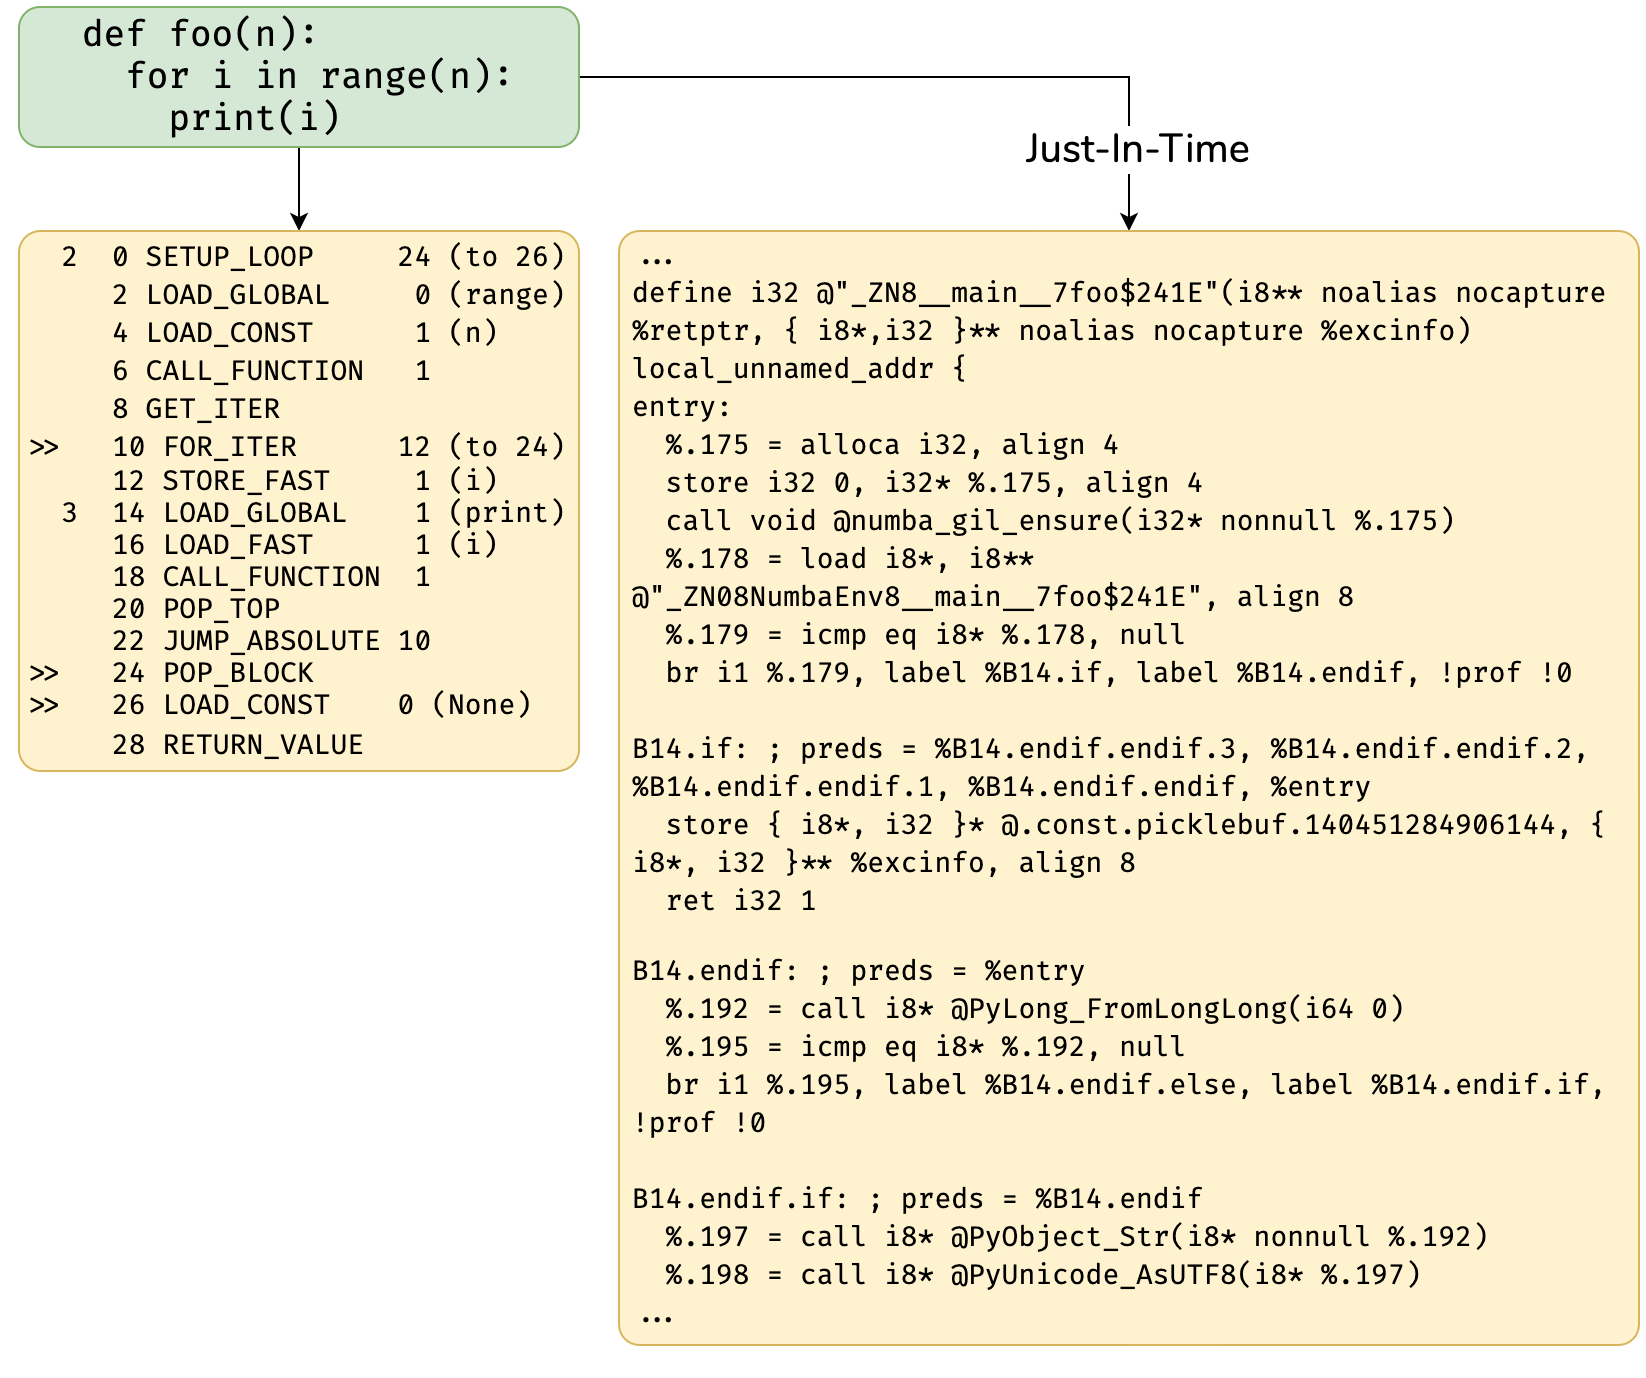 def foo(n):
  for i in range(n):
    print(i)
Just-In-Time
  2  0 SETUP_LOOP     24 (to 26)
     2 LOAD_GLOBAL     0 (range)
     4 LOAD_CONST      1 (n)
     6 CALL_FUNCTION   1
     8 GET_ITER
>>   10 FOR_ITER      12 (to 24)
     12 STORE_FAST     1 (i)
  3  14 LOAD_GLOBAL    1 (print)
     16 LOAD_FAST      1 (i)
     18 CALL_FUNCTION  1
     20 POP_TOP
     22 JUMP_ABSOLUTE 10
>>   24 POP_BLOCK
>>   26 LOAD_CONST    0 (None)
     28 RETURN_VALUE
...
define i32 @"_ZN8__main__7foo$241E"(i8** noalias nocapture
%retptr, { i8*,i32 }** noalias nocapture %excinfo)
local_unnamed_addr {
entry:
  %.175 = alloca i32, align 4
  store i32 0, i32* %.175, align 4
  call void @numba_gil_ensure(i32* nonnull %.175)
  %.178 = load i8*, i8**
@"_ZN08NumbaEnv8__main__7foo$241E", align 8
  %.179 = icmp eq i8* %.178, null
  br i1 %.179, label %B14.if, label %B14.endif, !prof !0
B14.if: ; preds = %B14.endif.endif.3, %B14.endif.endif.2,
%B14.endif.endif.1, %B14.endif.endif, %entry
  store { i8*, i32 }* @.const.picklebuf.140451284906144, {
i8*, i32 }** %excinfo, align 8
  ret i32 1
B14.endif: ; preds = %entry
  %.192 = call i8* @PyLong_FromLongLong(i64 0)
  %.195 = icmp eq i8* %.192, null
  br i1 %.195, label %B14.endif.else, label %B14.endif.if,
!prof !0
B14.endif.if: ; preds = %B14.endif
  %.197 = call i8* @PyObject_Str(i8* nonnull %.192)
  %.198 = call i8* @PyUnicode_AsUTF8(i8* %.197)
...